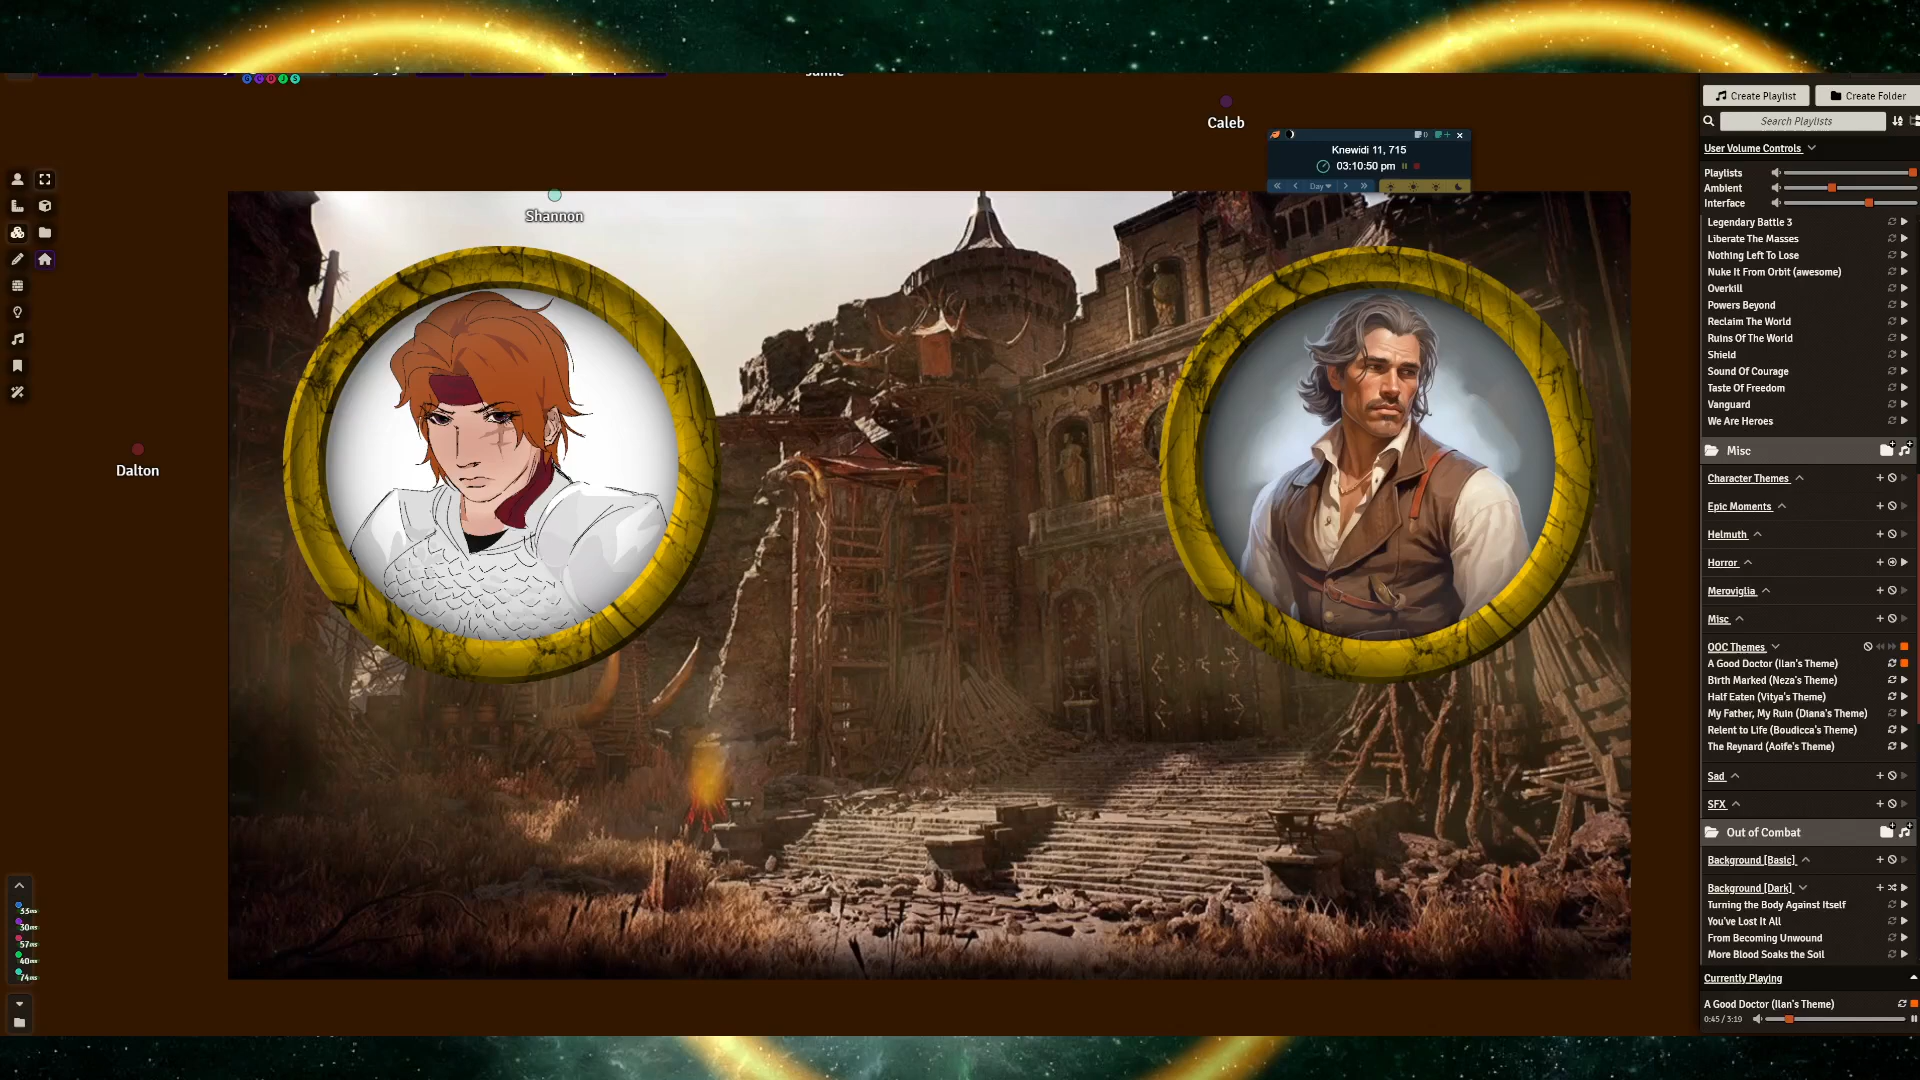 Caleb
Knewidi 11, 715
03:10:50 pm
Day
Shannon
Dalton
33ms
30ms
57ms
40ms
74ms
Create Playlist
Create Folder
Search Playlists
User Volume Controls
Playlists
Ambient
Interface
Legendary Battle 3
Liberate The Masses
Nothing Left To Lose
Nuke It From Orbit (awesome)
Overkill
Powers Beyond
Reclaim The World
Ruins Of The World
Shield
Sound Of Courage
Taste Of Freedom
Vanguard
We Are Heroes
Misc
Character Themes
Epic Moments
Helmuth
Horror
Meroviglia
Misc
OOC Themes
A Good Doctor (Ilan's Theme)
Birth Marked (Neza's Theme)
Half Eaten (Vitya's Theme)
My Father, My Ruin (Diana's Theme)
Relent to Life (Boudicca's Theme)
The Reynard (Aoife's Theme)
Sad
SFX
Out of Combat
Background [Basic]
Background [Dark]
Turning the Body Against Itself
You've Lost It All
From Becoming Unwound
More Blood Soaks the Soil
Currently Playing
A Good Doctor (Ilan's Theme)
0:45 / 3:19